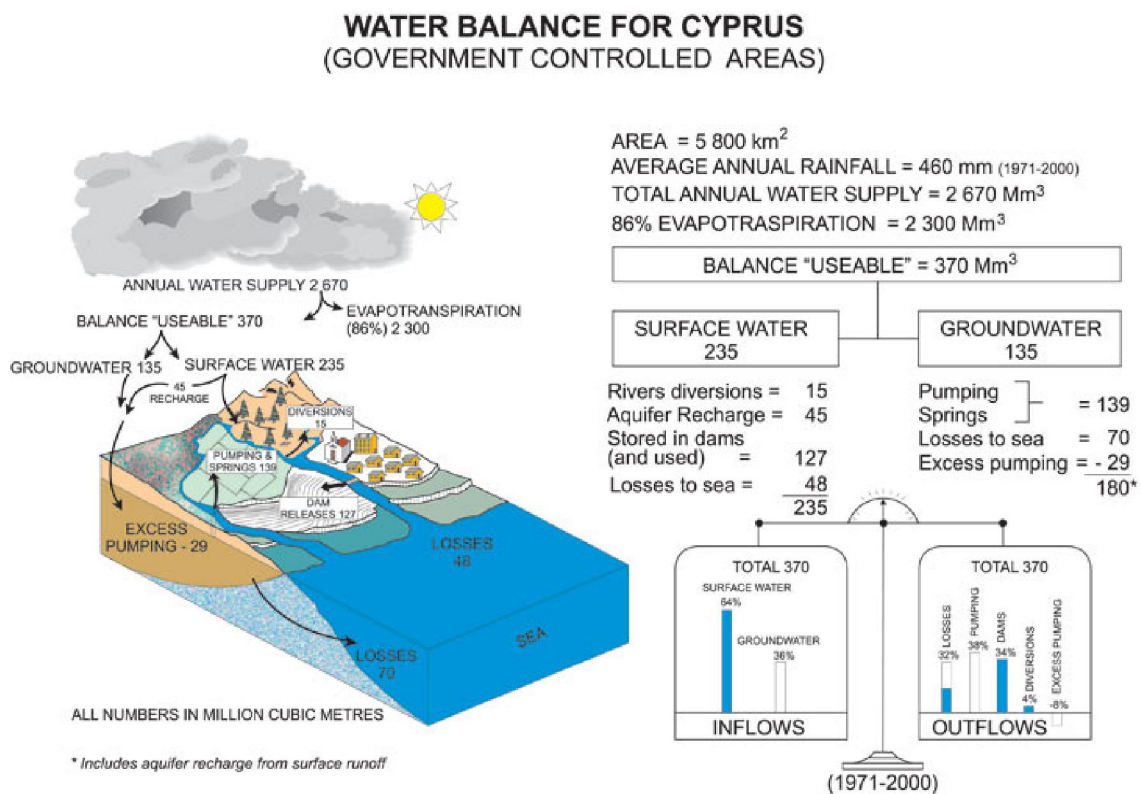 WATER BALANCE FOR CYPRUS
(GOVERNMENT CONTROLLED AREAS)
ANNUAL WATER SUPPLY 2 670
EVAPOTRANSPIRATION
(86%) 2 300
BALANCE “USEABLE” 370
GROUNDWATER 135
SURFACE WATER 235
45
RECHARGE
DIVERSIONS
15
PUMPING &
SPRINGS 139
DAM
RELEASES 127
EXCESS
PUMPING - 29
LOSSES
48
SEA
LOSSES
70
ALL NUMBERS IN MILLION CUBIC METRES
* Includes aquifer recharge from surface runoff
AREA = 5 800 km²
AVERAGE ANNUAL RAINFALL = 460 mm (1971-2000)
TOTAL ANNUAL WATER SUPPLY = 2 670 Mm³
86% EVAPOTRASPIRATION = 2 300 Mm³
BALANCE “USEABLE” = 370 Mm³
SURFACE WATER
235
GROUNDWATER
135
Rivers diversions = 15
Aquifer Recharge = 45
Stored in dams
(and used) = 127
Losses to sea = 48
235
Pumping
Springs = 139
Losses to sea = 70
Excess pumping = - 29
180*
TOTAL 370
SURFACE WATER
64%
GROUNDWATER
36%
INFLOWS
TOTAL 370
LOSSES
32%
PUMPING
38%
DAMS
34%
DIVERSIONS
4%
EXCESS PUMPING
-8%
OUTFLOWS
(1971-2000)